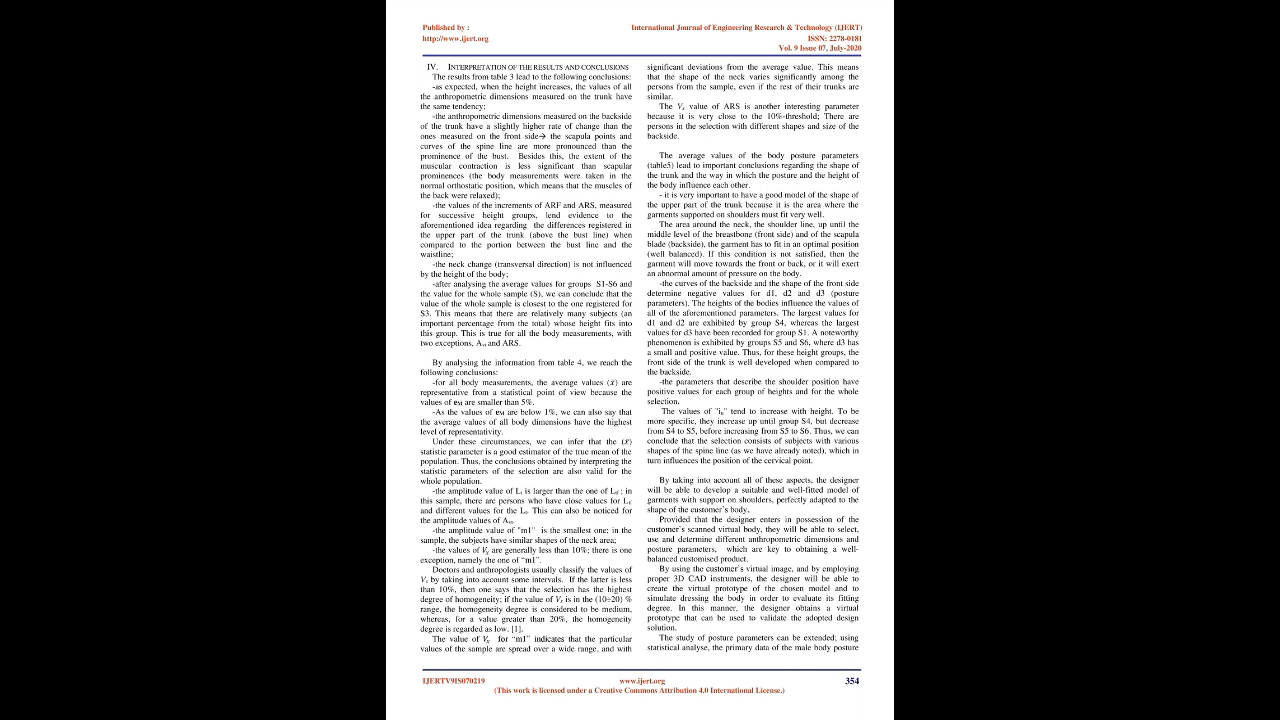 Published by :
http://www.ijert.org
International Journal of Engineering Research & Technology (IJERT)
ISSN: 2278-0181
Vol. 9 Issue 07, July-2020
IV. INTERPRETATION OF THE RESULTS AND CONCLUSIONS
The results from table 3 lead to the following conclusions:
-as expected, when the height increases, the values of all
the anthropometric dimensions measured on the trunk have
the same tendency;
-the anthropometric dimensions measured on the backside
of the trunk have a slightly higher rate of change than the
ones measured on the front side→ the scapula points and
curves of the spine line are more pronounced than the
prominence of the bust. Besides this, the extent of the
muscular contraction is less significant than scapular
prominences (the body measurements were taken in the
normal orthostatic position, which means that the muscles of
the back were relaxed);
-the values of the increments of ARF and ARS, measured
for successive height groups, lend evidence to the
aforementioned idea regarding the differences registered in
the upper part of the trunk (above the bust line) when
compared to the portion between the bust line and the
waistline;
-the neck change (transversal direction) is not influenced
by the height of the body;
-after analysing the average values for groups S1-S6 and
the value for the whole sample (S), we can conclude that the
value of the whole sample is closest to the one registered for
S3. This means that there are relatively many subjects (an
important percentage from the total) whose height fits into
this group. This is true for all the body measurements, with
two exceptions, and ARS.
By analysing the information from table 4, we reach the
following conclusions:
-for all body measurements, the average values (x̄) are
representative from a statistical point of view because the
values of eM are smaller than 5%.
-As the values of eM are below 1%, we can also say that
the average values of all body dimensions have the highest
level of representativity.
Under these circumstances, we can infer that the (x̄)
statistic parameter is a good estimator of the true mean of the
population. Thus, the conclusions obtained by interpreting the
statistic parameters of the selection are also valid for the
whole population.
-the amplitude value of is larger than the one of ; in
this sample, there are persons who have close values for
and different values for the . This can also be noticed for
the amplitude values of
-the amplitude value of "m1" is the smallest one; in the
sample, the subjects have similar shapes of the neck area;
-the values of Vx are generally less than 10%; there is one
exception, namely the one of “m1”.
Doctors and anthropologists usually classify the values of
Vx by taking into account some intervals. If the latter is less
than 10%, then one says that the selection has the highest
degree of homogeneity; if the value of Vx is in the (10÷20) %
range, the homogeneity degree is considered to be medium,
whereas, for a value greater than 20%, the homogeneity
degree is regarded as low. [1].
The value of Vx for “m1” indicates that the particular
values of the sample are spread over a wide range, and with
significant deviations from the average value. This means
that the shape of the neck varies significantly among the
persons from the sample, even if the rest of their trunks are
similar.
The Vx value of ARS is another interesting parameter
because it is very close to the 10%-threshold; There are
persons in the selection with different shapes and size of the
backside.
The average values of the body posture parameters
(table5) lead to important conclusions regarding the shape of
the trunk and the way in which the posture and the height of
the body influence each other.
- it is very important to have a good model of the shape of
the upper part of the trunk because it is the area where the
garments supported on shoulders must fit very well.
The area around the neck, the shoulder line, up until the
middle level of the breastbone (front side) and of the scapula
blade (backside), the garment has to fit in an optimal position
(well balanced). If this condition is not satisfied, then the
garment will move towards the front or back, or it will exert
an abnormal amount of pressure on the body.
-the curves of the backside and the shape of the front side
determine negative values for d1, d2 and d3 (posture
parameters). The heights of the bodies influence the values of
all of the aforementioned parameters. The largest values for
d1 and d2 are exhibited by group S4, whereas the largest
values for d3 have been recorded for group S1. A noteworthy
phenomenon is exhibited by groups S5 and S6, where d3 has
a small and positive value. Thus, for these height groups, the
front side of the trunk is well developed when compared to
the backside.
-the parameters that describe the shoulder position have
positive values for each group of heights and for the whole
selection.
The values of tend to increase with height. To be
more specific, they increase up until group S4, but decrease
from S4 to S5, before increasing from S5 to S6. Thus, we can
conclude that the selection consists of subjects with various
shapes of the spine line (as we have already noted), which in
turn influences the position of the cervical point.
By taking into account all of these aspects, the designer
will be able to develop a suitable and well-fitted model of
garments with support on shoulders, perfectly adapted to the
shape of the customer’s body.
Provided that the designer enters in possession of the
customer’s scanned virtual body, they will be able to select,
use and determine different anthropometric dimensions and
posture parameters, which are key to obtaining a well-
balanced customised product.
By using the customer’s virtual image, and by employing
proper 3D CAD instruments, the designer will be able to
create the virtual prototype of the chosen model and to
simulate dressing the body in order to evaluate its fitting
degree. In this manner, the designer obtains a virtual
prototype that can be used to validate the adopted design
solution.
The study of posture parameters can be extended; using
statistical analyse, the primary data of the male body posture
IJERTV9IS070219
www.ijert.org
354
(This work is licensed under a Creative Commons Attribution 4.0 International License.)